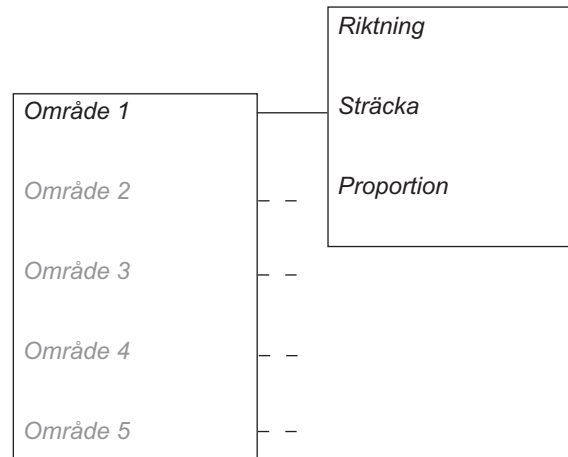 Riktning
Sträcka
Proportion
Område 1
Område 2
Område 3
Område 4
Område 5